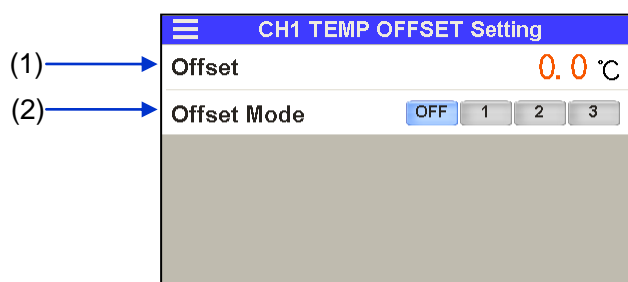 CH1 TEMP OFFSET Setting
(1) Offset 0.0 ℃
(2) Offset Mode OFF 1 2 3